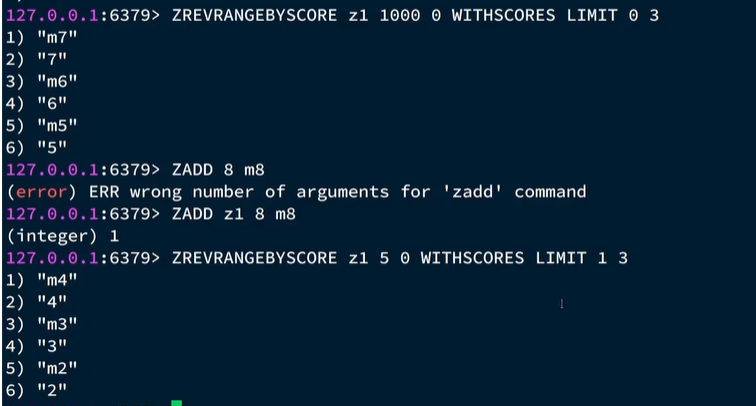 127.0.0.1:6379> ZREVRANGEBYSCORE z1 1000 0 WITHSCORES LIMIT 0 3
1) "m7"
2) "7"
3) "m6"
4) "6"
5) "m5"
6) "5"
127.0.0.1:6379> ZADD 8 m8
(error) ERR wrong number of arguments for 'zadd' command
127.0.0.1:6379> ZADD z1 8 m8
(integer) 1
127.0.0.1:6379> ZREVRANGEBYSCORE z1 5 0 WITHSCORES LIMIT 1 3
1) "m4"
2) "4"
3) "m3"
4) "3"
5) "m2"
6) "2"